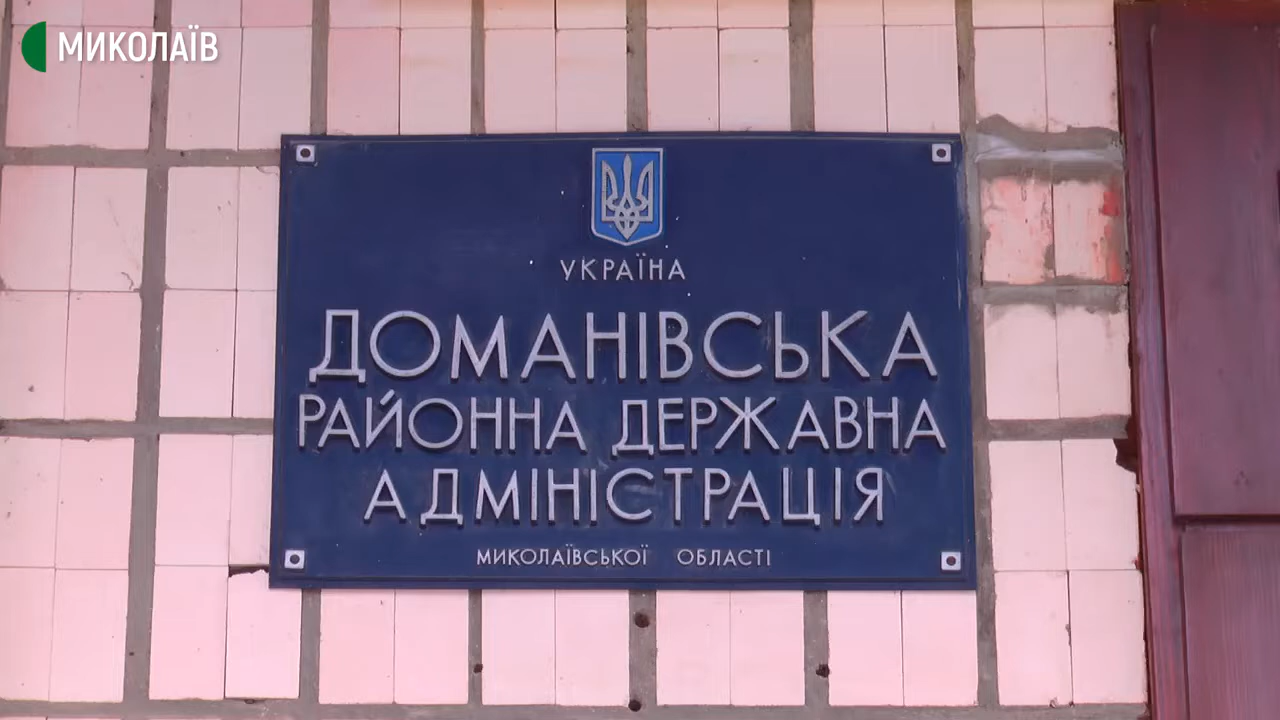 МИКОЛАЇВ
УКРАЇНА
ДОМАНІВСЬКА
РАЙОННА ДЕРЖАВНА
АДМІНІСТРАЦІЯ
МИКОЛАЇВСЬКОЇ ОБЛАСТІ